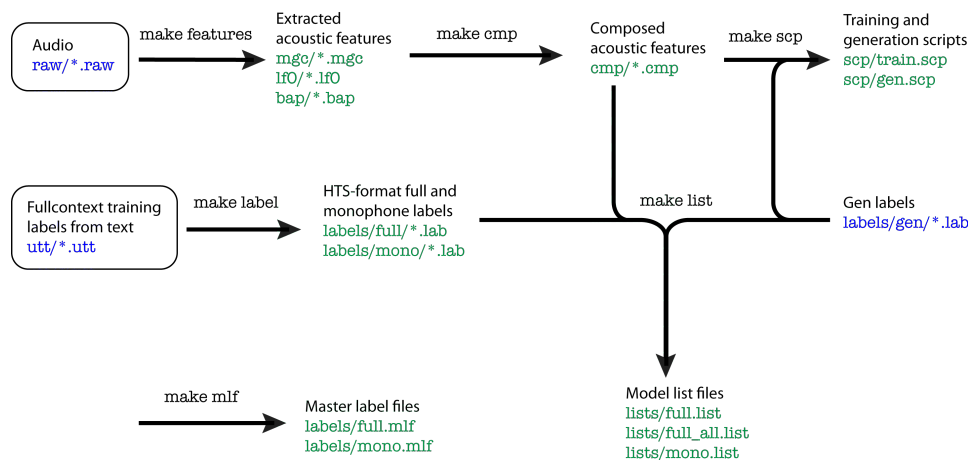 Audio
raw/*.raw
make features
Extracted
acoustic features
mgc/*.mgc
lf0/*.lf0
bap/*.bap
make cmp
Composed
acoustic features
cmp/*.cmp
make scp
Training and
generation scripts
scp/train.scp
scp/gen.scp
Fullcontext training
labels from text
utt/*.utt
make label
HTS-format full and
monophone labels
labels/full/*.lab
labels/mono/*.lab
make list
Gen labels
labels/gen/*.lab
make mlf
Master label files
labels/full.mlf
labels/mono.mlf
Model list files
lists/full.list
lists/full_all.list
lists/mono.list